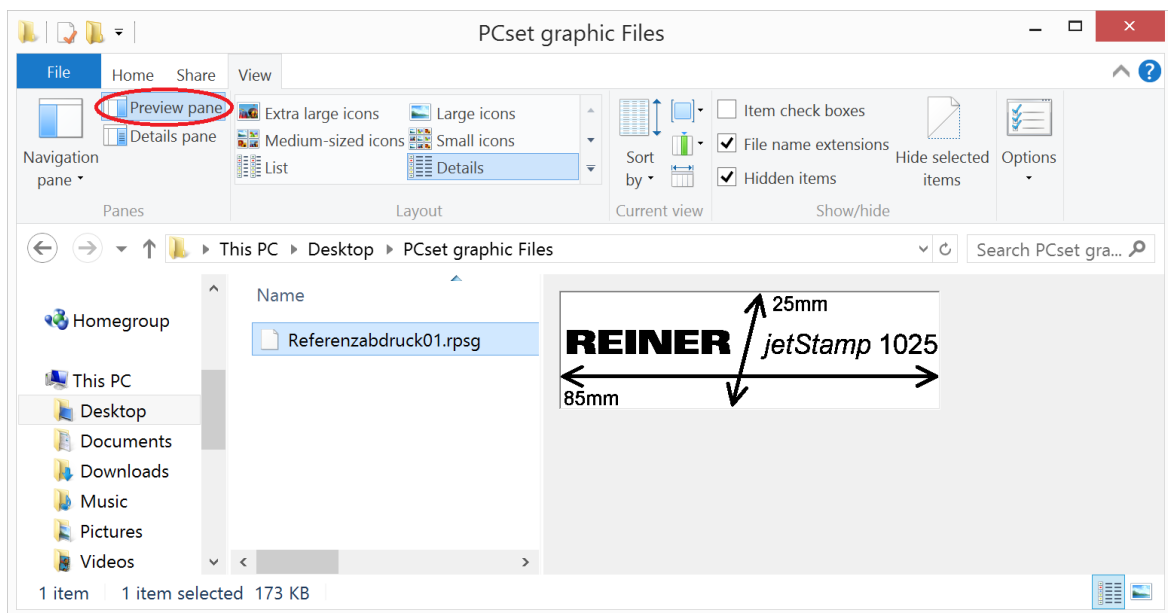 PCset graphic Files
File Home Share View
Navigation pane
Preview pane
Details pane
Panes
Extra large icons Large icons
Medium-sized icons Small icons
List Details
Layout
Sort by
Current view
Item check boxes
File name extensions
Hidden items
Hide selected items
Show/hide
Options
This PC Desktop PCset graphic Files
Search PCset gra...
Homegroup
This PC
Desktop
Documents
Downloads
Music
Pictures
Videos
Name
Referenzabdruck01.rpsg
25mm
REINER jetStamp 1025
85mm
1 item 1 item selected 173 KB